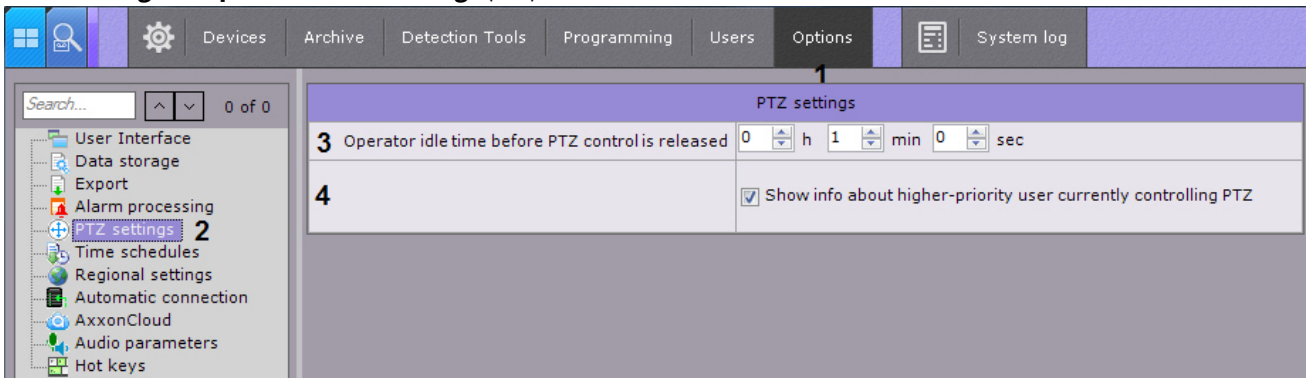 Devices Archive Detection Tools Programming Users Options System log
1
Search... 0 of 0
PTZ settings
User Interface
Data storage
Export
Alarm processing
PTZ settings 2
Time schedules
Regional settings
Automatic connection
AxxonCloud
Audio parameters
Hot keys
3 Operator idle time before PTZ control is released 0 h 1 min 0 sec
4 Show info about higher-priority user currently controlling PTZ